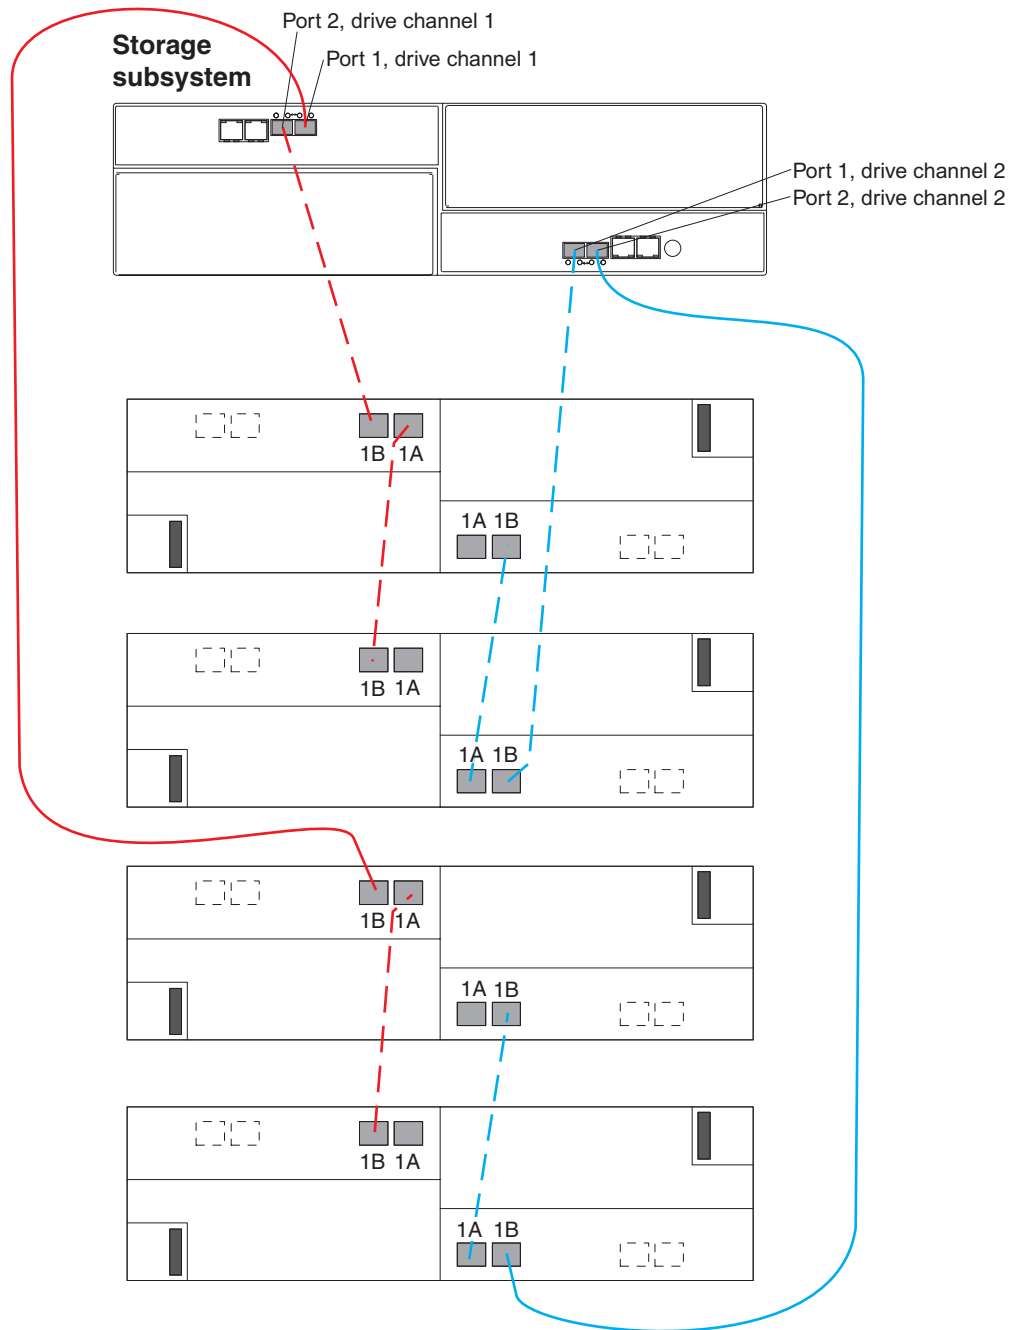 Port 2, drive channel 1
Storage
subsystem
Port 1, drive channel 1
Port 1, drive channel 2
Port 2, drive channel 2
1B 1A
1A 1B
1B 1A
1A 1B
1B 1A
1A 1B
1B 1A
1A 1B